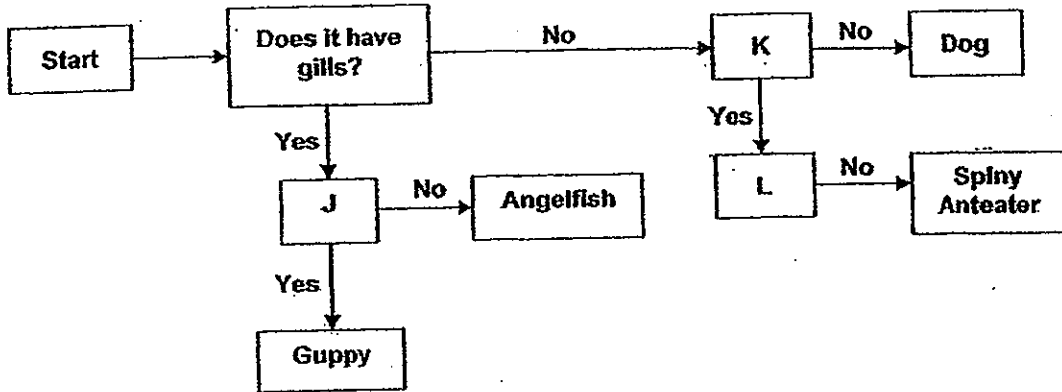 Start
Does it have
gills?
No
K
No
Dog
Yes
Yes
J
No
Angelfish
L
No
Spiny
Anteater
Yes
Guppy